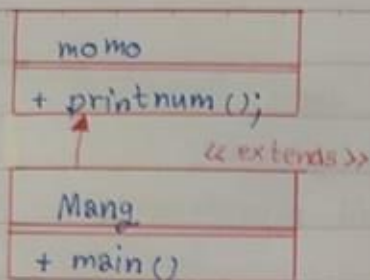 momo
+ printnum ();
<< extends >>
Mang
+ main ()